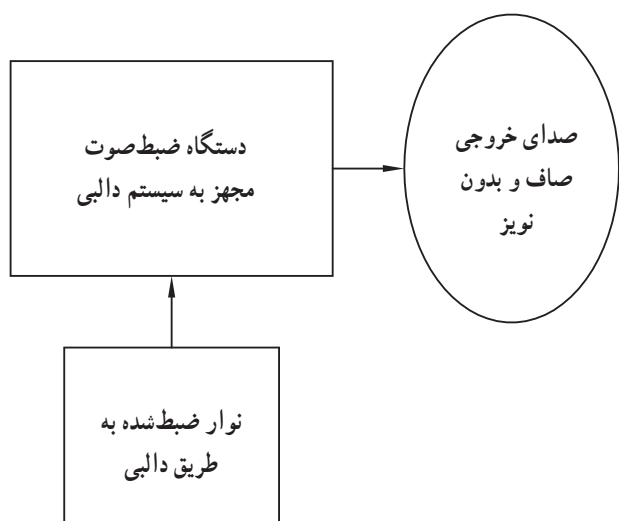 دستگاه ضبط‌صوت
مجهز به سیستم دالبی
صدای خروجی
صاف و بدون
نویز
نوار ضبط‌شده به
طریق دالبی